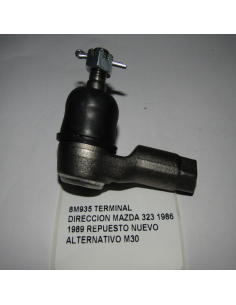 8M935 TERMINAL
DIRECCION MAZDA 323 1986
1989 REPUESTO NUEVO
ALTERNATIVO M30